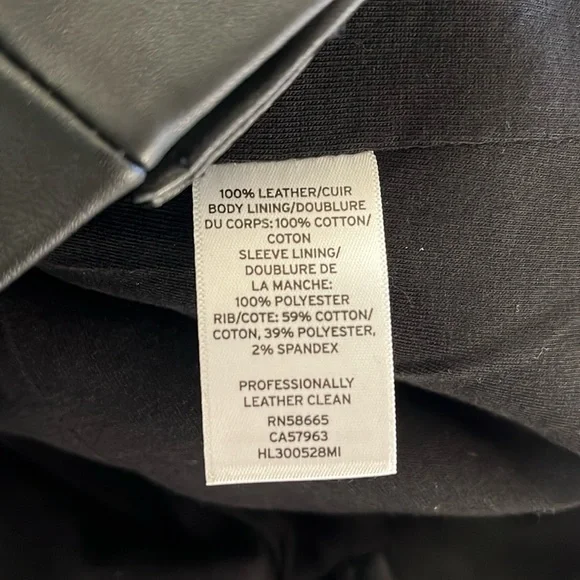 100% LEATHER/CUIR
BODY LINING/DOUBLURE
DU CORPS: 100% COTTON/
COTON
SLEEVE LINING/
DOUBLURE DE
LA MANCHE:
100% POLYESTER
RIB/COTE: 59% COTTON/
COTON, 39% POLYESTER,
2% SPANDEX
PROFESSIONALLY
LEATHER CLEAN
RN58665
CA57963
HL300528MI